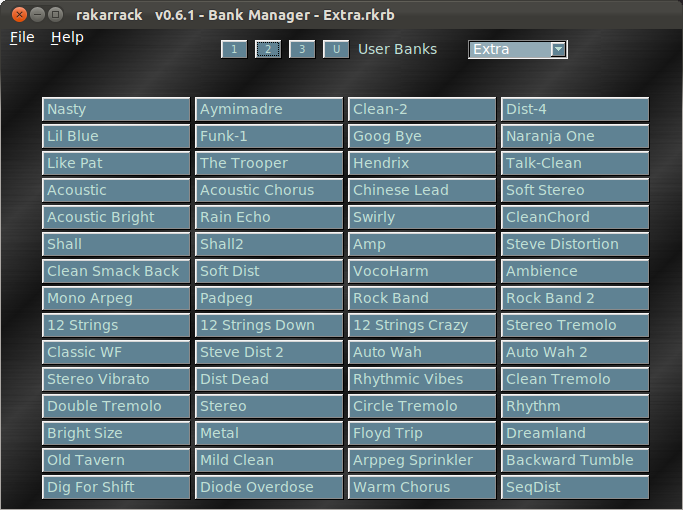 rakarrack v0.6.1 - Bank Manager - Extra.rkrb
File Help
1 2 3 U User Banks Extra
Nasty Aymimadre Clean-2 Dist-4
Lil Blue Funk-1 Goog Bye Naranja One
Like Pat The Trooper Hendrix Talk-Clean
Acoustic Acoustic Chorus Chinese Lead Soft Stereo
Acoustic Bright Rain Echo Swirly CleanChord
Shall Shall2 Amp Steve Distortion
Clean Smack Back Soft Dist VocoHarm Ambience
Mono Arpeg Padpeg Rock Band Rock Band 2
12 Strings 12 Strings Down 12 Strings Crazy Stereo Tremolo
Classic WF Steve Dist 2 Auto Wah Auto Wah 2
Stereo Vibrato Dist Dead Rhythmic Vibes Clean Tremolo
Double Tremolo Stereo Circle Tremolo Rhythm
Bright Size Metal Floyd Trip Dreamland
Old Tavern Mild Clean Arppeg Sprinkler Backward Tumble
Dig For Shift Diode Overdose Warm Chorus SeqDist